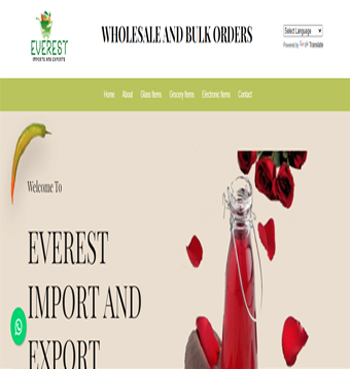 EVEREST
IMPORTS AND EXPORTS
WHOLESALE AND BULK ORDERS
Select Language
Powered by Google Translate
Home About Glass Items Grocery Items Electronic Items Contact
Welcome To
EVEREST
IMPORT AND
EXPORT